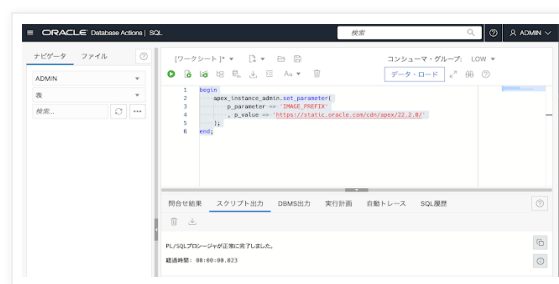 ORACLE Database Actions | SQL
検索
ADMIN
ナビゲータ ファイル
[ワークシート]*
コンシューマ・グループ: LOW
データ・ロード
Aa
ADMIN
表
検索...
1 begin
2 apex_instance_admin.set_parameter(
3 p_parameter => 'IMAGE_PREFIX'
4 , p_value => 'https://static.oracle.com/cdn/apex/22.2.8/'
5 );
6 end;
問合せ結果 スクリプト出力 DBMS出力 実行計画 自動トレース SQL履歴
PL/SQLプロシージャが正常に完了しました。
経過時間: 00:00:00.023